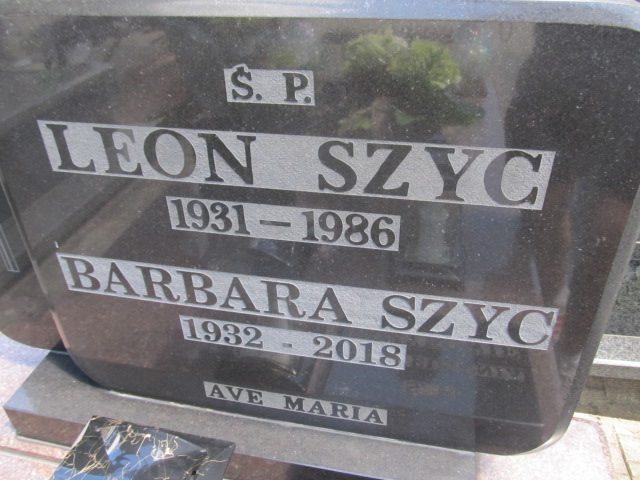 Ś. P.
LEON SZYC
1931 – 1986
BARBARA SZYC
1932 - 2018
AVE MARIA